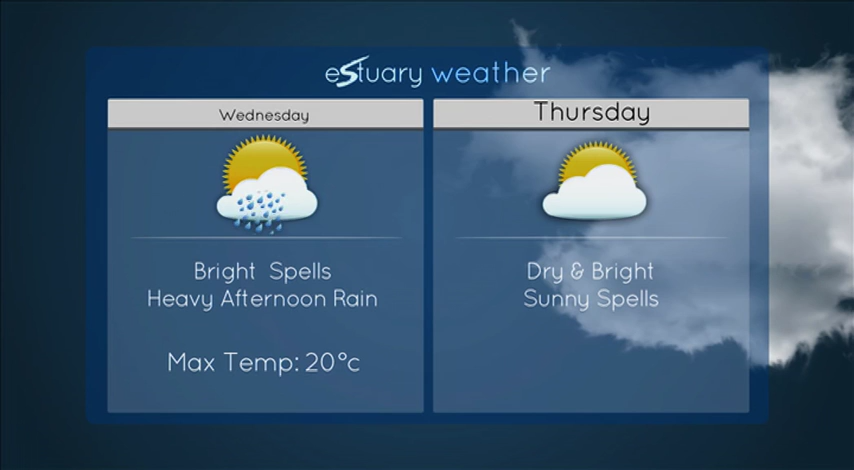 eStuary weather
Wednesday
Bright Spells
Heavy Afternoon Rain
Max Temp: 20°c
Thursday
Dry & Bright
Sunny Spells